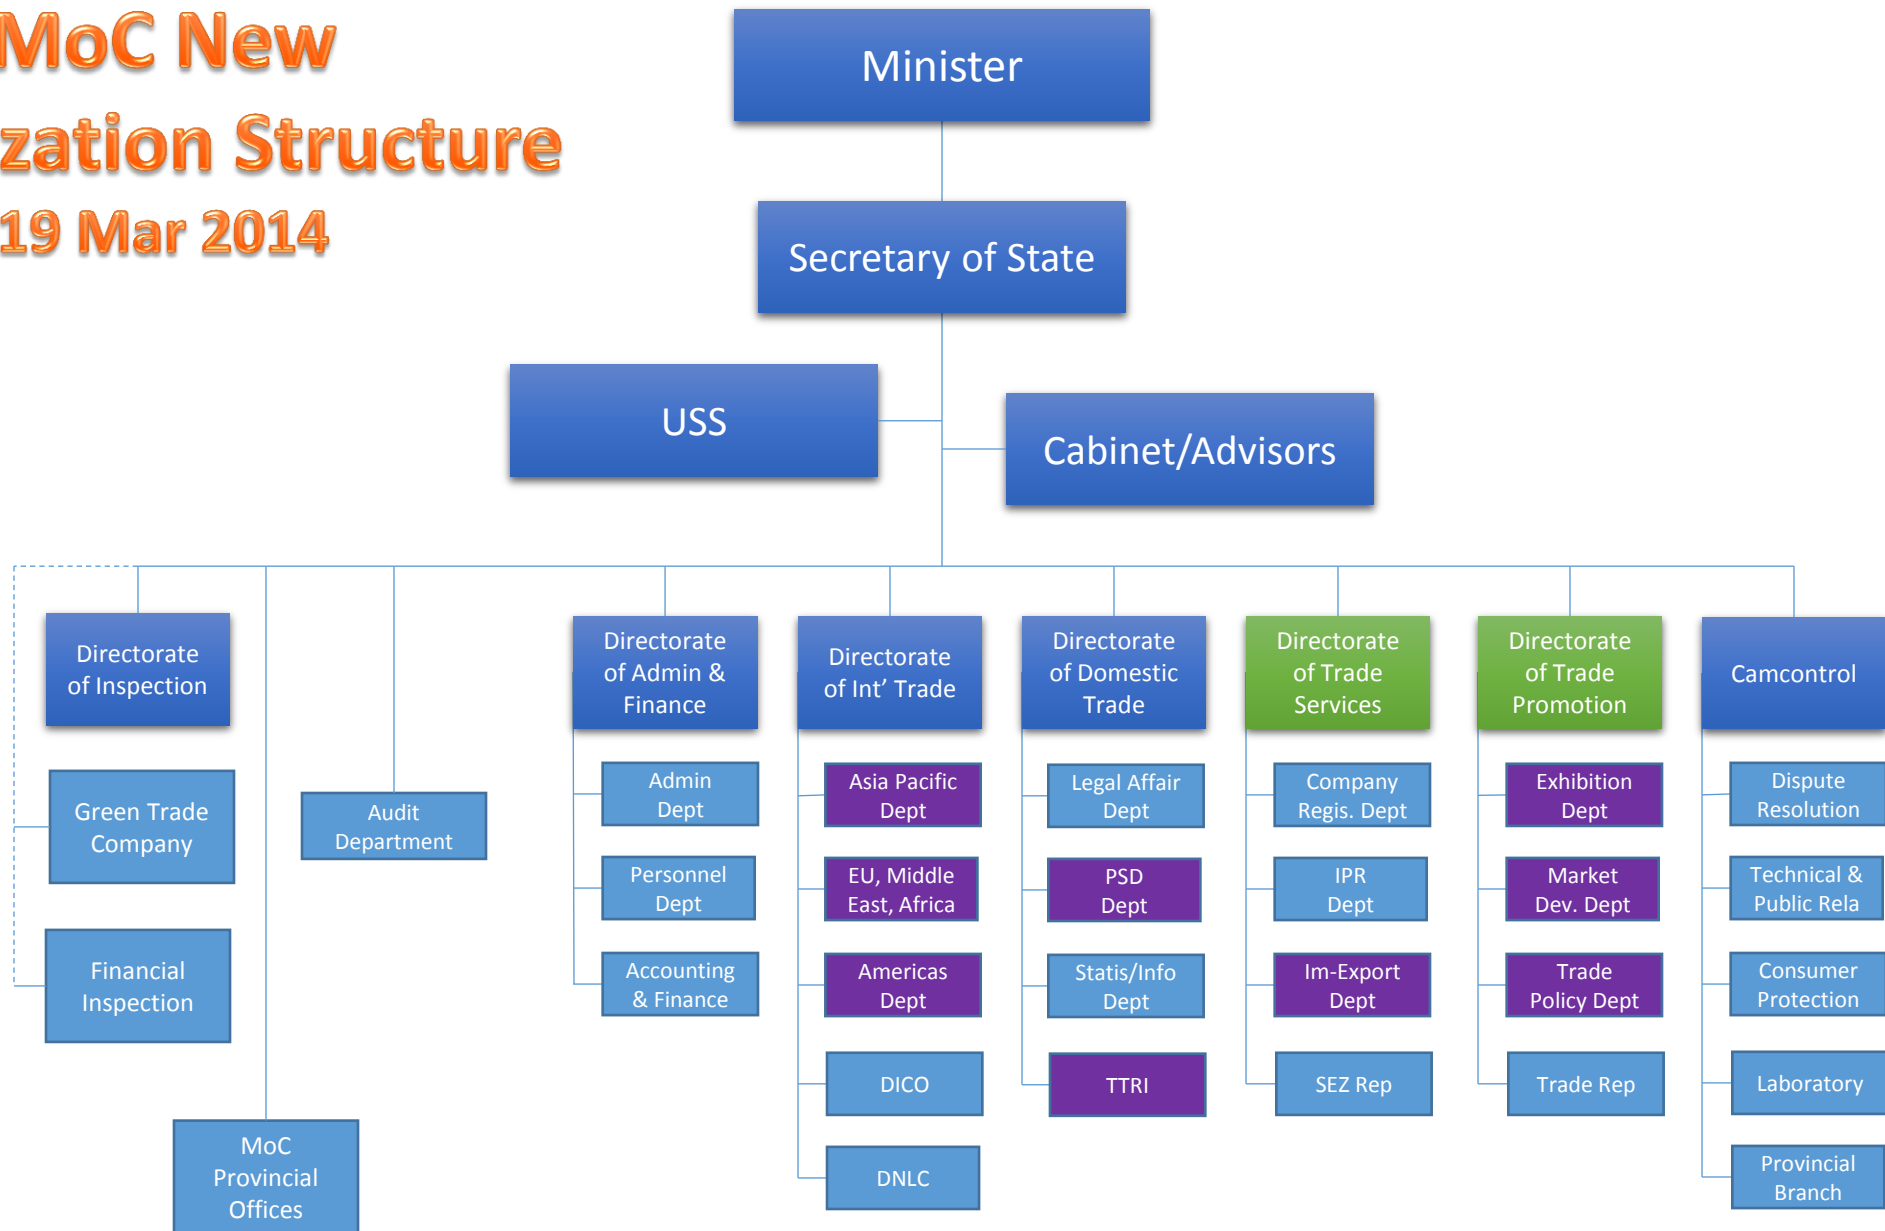 MoC New
zation Structure
19 Mar 2014
Minister
Secretary of State
USS
Cabinet/Advisors
Directorate
of Inspection
Green Trade
Company
Financial
Inspection
MoC
Provincial
Offices
Audit
Department
Directorate
of Admin &
Finance
Admin
Dept
Personnel
Dept
Accounting
& Finance
Directorate
of Int’ Trade
Asia Pacific
Dept
EU, Middle
East, Africa
Americas
Dept
DICO
DNLC
Directorate
of Domestic
Trade
Legal Affair
Dept
PSD
Dept
Statis/Info
Dept
TTRI
Directorate
of Trade
Services
Company
Regis. Dept
IPR
Dept
Im-Export
Dept
SEZ Rep
Directorate
of Trade
Promotion
Exhibition
Dept
Market
Dev. Dept
Trade
Policy Dept
Trade Rep
Camcontrol
Dispute
Resolution
Technical &
Public Rela
Consumer
Protection
Laboratory
Provincial
Branch